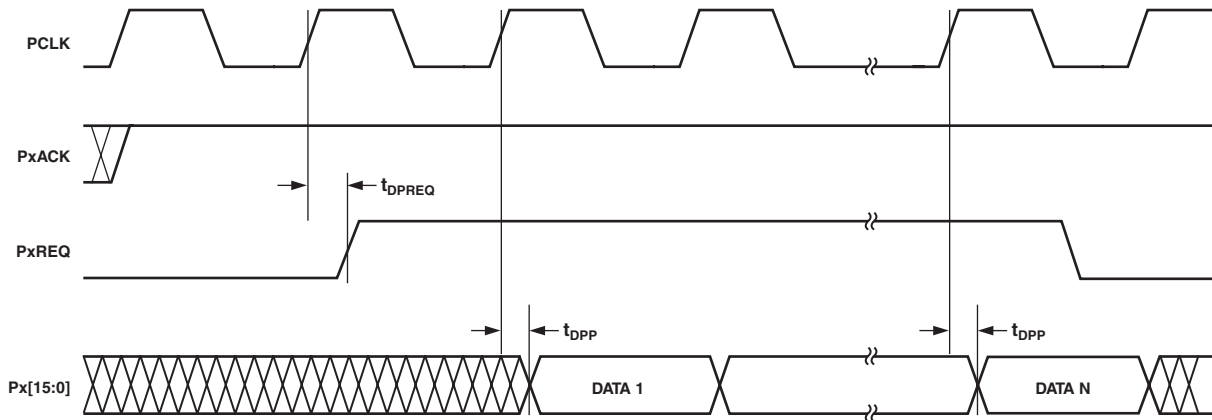 PCLK
PxACK
tDPREQ
PxREQ
tDPP
tDPP
Px[15:0]
DATA 1
DATA N